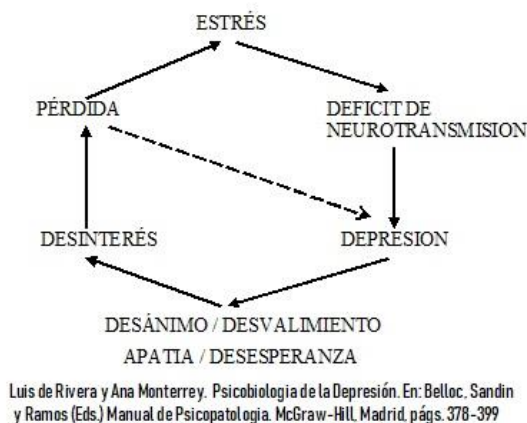 ESTRÉS
PÉRDIDA
DEFICIT DE
NEUROTRANSMISION
DESINTERÉS
DEPRESION
DESÁNIMO / DESVALIMIENTO
APATIA / DESESPERANZA
Luis de Rivera y Ana Monterrey. Psicobiologia de la Depresión. En: Belloc, Sandin
y Ramos (Eds.) Manual de Psicopatologia. McGraw-Hill, Madrid, págs. 378-399